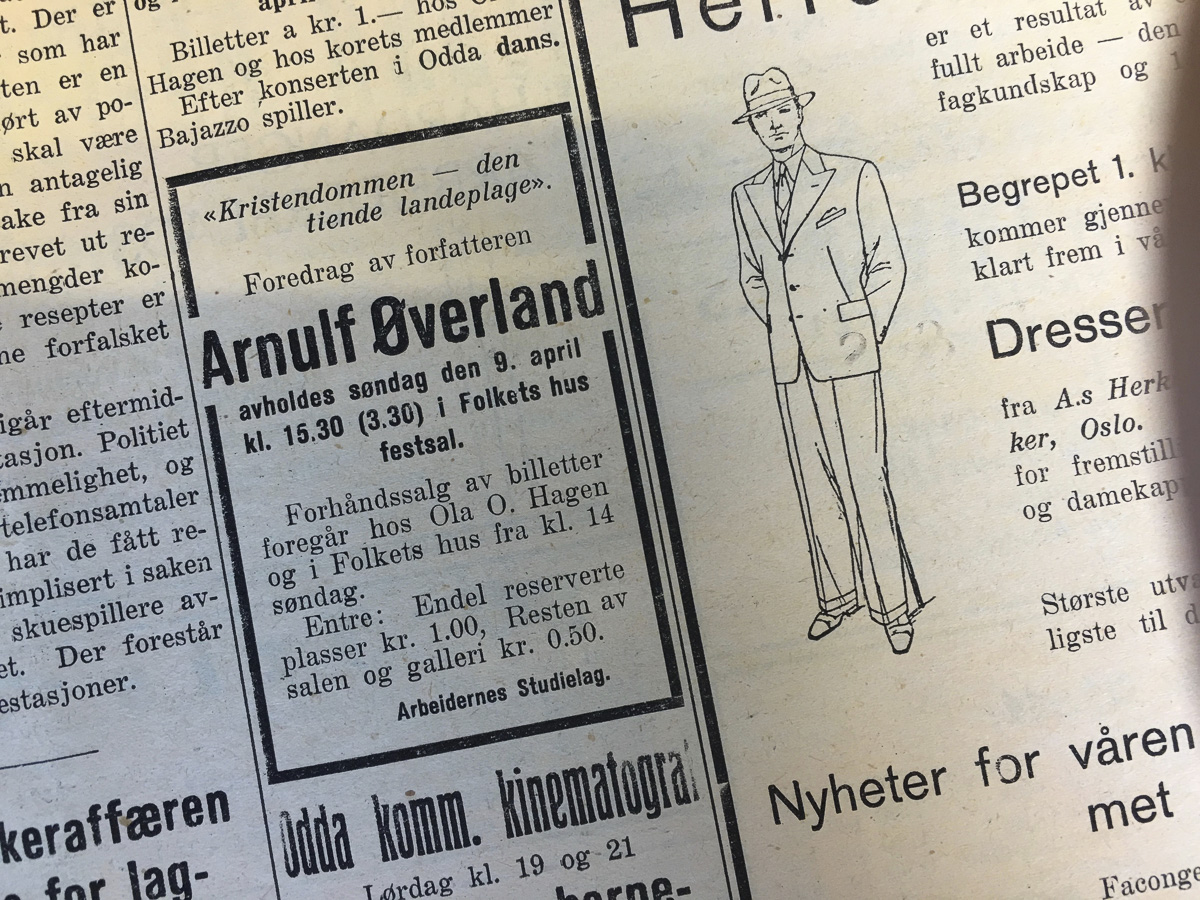 t. Der er
som har
ten er en
ørt av po-
skal være
n antagelig
ake fra sin
revet ut re-
mengder ko-
resepter er
ne forfalsket
igår eftermid-
tasjon. Politiet
mmelighet, og
telefonsamtaler
har de fått re-
implisert i saken
skuespillere av-
et. Der forestår
estasjoner.
keraffæren
for lag-
og
Billetter a kr. 1.— hos
Hagen og hos korets medlemmer
Efter konserten i Odda dans.
Bajazzo spiller.
«Kristendommen — den
tiende landeplage».
Foredrag av forfatteren
Arnulf Øverland
avholdes søndag den 9. april
kl. 15.30 (3.30) i Folkets hus
festsal.
Forhåndssalg av billetter
foregår hos Ola O. Hagen
og i Folkets hus fra kl. 14
søndag.
Entre: Endel reserverte
plasser kr. 1.00, Resten av
salen og galleri kr. 0.50.
Arbeidernes Studielag.
Odda komm. kinematograf
Lørdag kl. 19 og 21
barne-
er et resultat av
fullt arbeide — den
fagkundskap og
Begrepet 1. k
kommer gjenne
klart frem i vå
Dresser
fra A.s Herk
ker, Oslo.
for fremstill
og damekap
Største utv
ligste til d
Nyheter for våren
met
Faconge